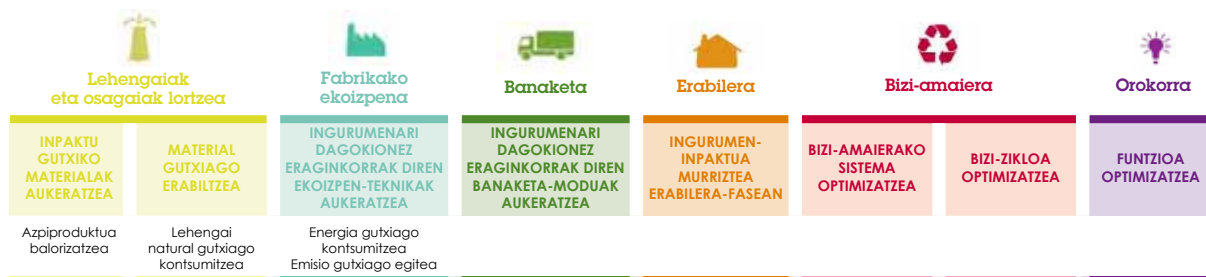 Lehengaiak
eta osagaiak lortzea
Fabrikako
ekoizpena
Banaketa
Erabilera
Bizi-amaiera
Orokorra
INPAKTU
GUTXIKO
MATERIALAK
AUKERATZEA
MATERIAL
GUTXIAGO
ERABILTZEA
INGURUMENARI
DAGOKIONEZ
ERAGINKORRAK DIREN
EKOIZPEN-TEKNIKAK
AUKERATZEA
INGURUMENARI
DAGOKIONEZ
ERAGINKORRAK DIREN
BANAKETA-MODUAK
AUKERATZEA
INGURUMEN-
INPAKTUA
MURRIZTEA
ERABILERA-FASEAN
BIZI-AMAIERAKO
SISTEMA
OPTIMIZATZEA
BIZI-ZIKLOA
OPTIMIZATZEA
FUNTZIOA
OPTIMIZATZEA
Azpiproduktua
balorizatzea
Lehengai
natural gutxiago
kontsumitzea
Energia gutxiago
kontsumitzea
Emisio gutxiago egitea